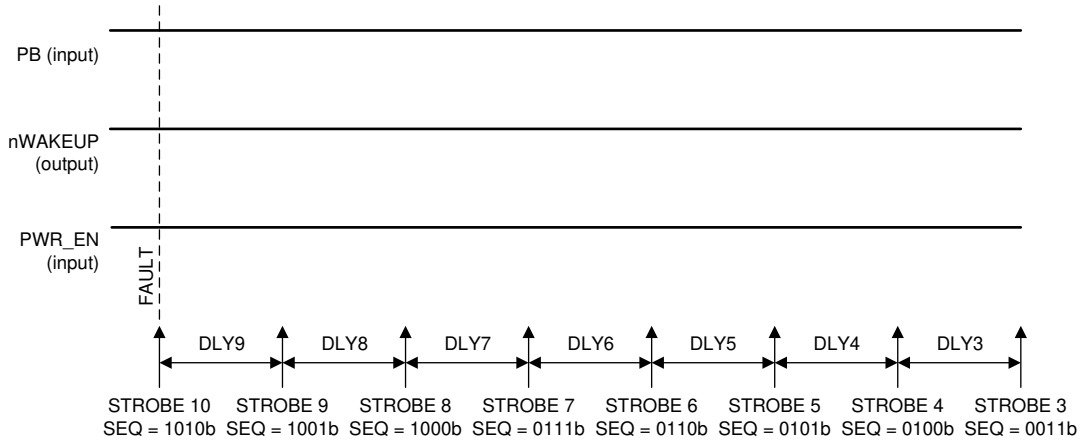 PB (input)
nWAKEUP
(output)
PWR_EN
(input)
FAULT
DLY9 DLY8 DLY7 DLY6 DLY5 DLY4 DLY3
STROBE 10 STROBE 9 STROBE 8 STROBE 7 STROBE 6 STROBE 5 STROBE 4 STROBE 3
SEQ = 1010b SEQ = 1001b SEQ = 1000b SEQ = 0111b SEQ = 0110b SEQ = 0101b SEQ = 0100b SEQ = 0011b